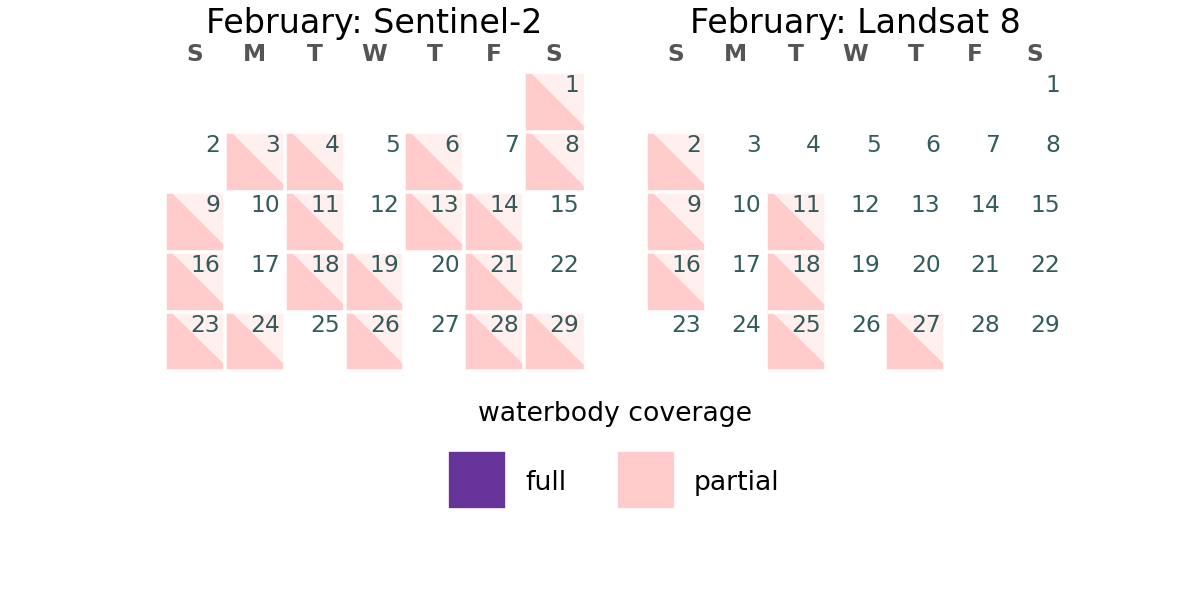 February: Sentinel-2
S M T W T F S
1
2 3 4 5 6 7 8
9 10 11 12 13 14 15
16 17 18 19 20 21 22
23 24 25 26 27 28 29
February: Landsat 8
S M T W T F S
1
2 3 4 5 6 7 8
9 10 11 12 13 14 15
16 17 18 19 20 21 22
23 24 25 26 27 28 29
waterbody coverage
full partial